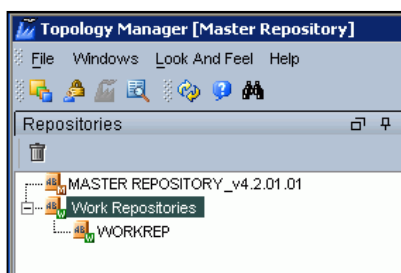 Topology Manager [Master Repository]
File Windows Look And Feel Help
Repositories
MASTER REPOSITORY_v4.2.01.01
Work Repositories
WORKREP